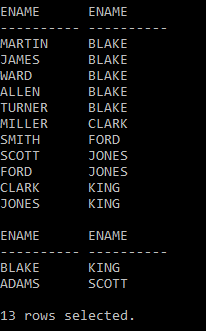 ENAME      ENAME
---------- ----------
MARTIN     BLAKE
JAMES      BLAKE
WARD       BLAKE
ALLEN      BLAKE
TURNER     BLAKE
MILLER     CLARK
SMITH      FORD
SCOTT      JONES
FORD       JONES
CLARK      KING
JONES      KING
ENAME      ENAME
---------- ----------
BLAKE      KING
ADAMS      SCOTT
13 rows selected.